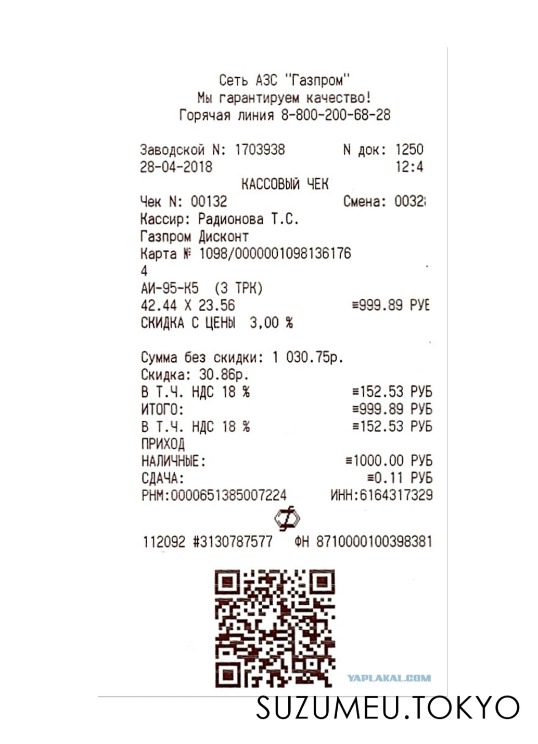 Сеть АЗС "Газпром"
Мы гарантируем качество!
Горячая линия 8-800-200-68-28
Заводской N: 1703938 N док: 1250
28-04-2018 12:4
КАССОВЫЙ ЧЕК
Чек N: 00132 Смена: 0032
Кассир: Радионова Т.С.
Газпром Дисконт
Карта № 1098/0000001098136176
4
АИ-95-К5 (3 ТРК)
42.44 X 23.56 ≡999.89 РУБ
СКИДКА С ЦЕНЫ 3,00 %
Сумма без скидки: 1 030.75р.
Скидка: 30.86р.
В Т.Ч. НДС 18 % ≡152.53 РУБ
ИТОГО: ≡999.89 РУБ
В Т.Ч. НДС 18 % ≡152.53 РУБ
ПРИХОД
НАЛИЧНЫЕ: ≡1000.00 РУБ
СДАЧА: ≡0.11 РУБ
РНМ:0000651385007224 ИНН:6164317329
112092 #3130787577 ФН 8710000100398381
YAPLAKAL.COM
SUZUMEU.TOKYO